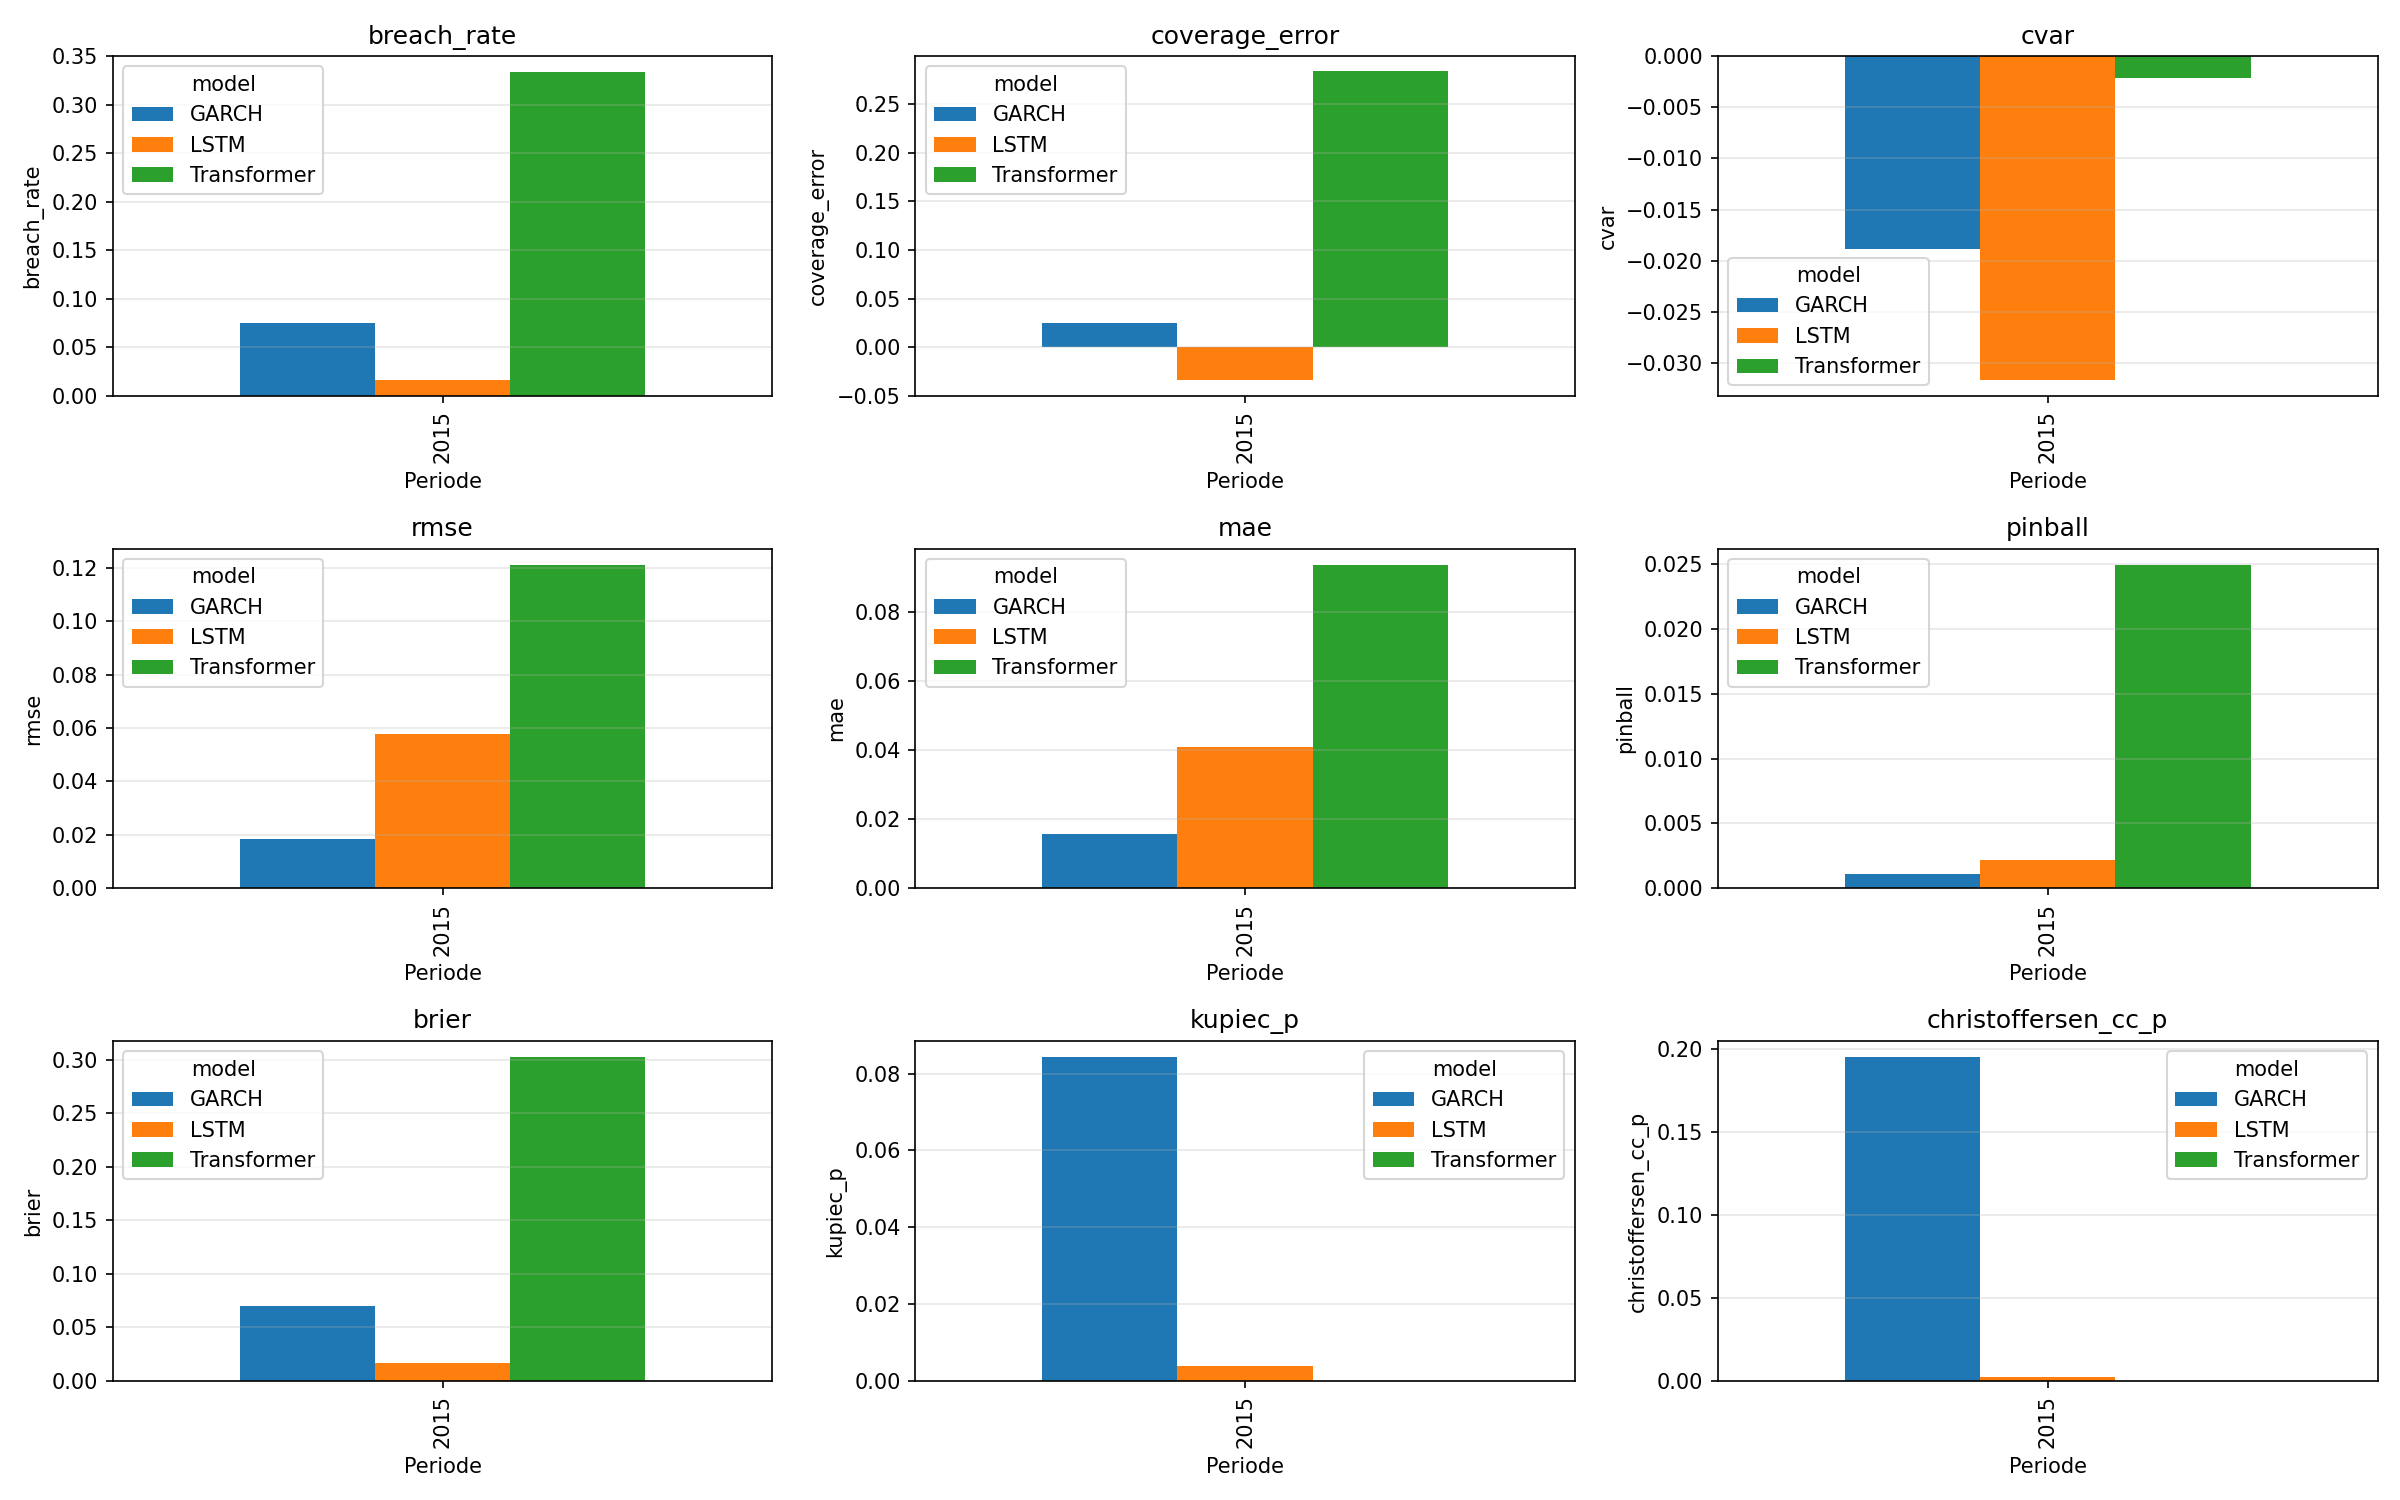 breach_rate
0.35
0.30
0.25
0.20
0.15
0.10
0.05
0.00
breach_rate
model
GARCH
LSTM
Transformer
2015
Periode
coverage_error
0.25
0.20
0.15
0.10
0.05
0.00
−0.05
coverage_error
model
GARCH
LSTM
Transformer
2015
Periode
cvar
0.000
−0.005
−0.010
−0.015
−0.020
−0.025
−0.030
cvar
model
GARCH
LSTM
Transformer
2015
Periode
rmse
0.12
0.10
0.08
0.06
0.04
0.02
0.00
rmse
model
GARCH
LSTM
Transformer
2015
Periode
mae
0.08
0.06
0.04
0.02
0.00
mae
model
GARCH
LSTM
Transformer
2015
Periode
pinball
0.025
0.020
0.015
0.010
0.005
0.000
pinball
model
GARCH
LSTM
Transformer
2015
Periode
brier
0.30
0.25
0.20
0.15
0.10
0.05
0.00
brier
model
GARCH
LSTM
Transformer
2015
Periode
kupiec_p
0.08
0.06
0.04
0.02
0.00
kupiec_p
model
GARCH
LSTM
Transformer
2015
Periode
christoffersen_cc_p
0.20
0.15
0.10
0.05
0.00
christoffersen_cc_p
model
GARCH
LSTM
Transformer
2015
Periode